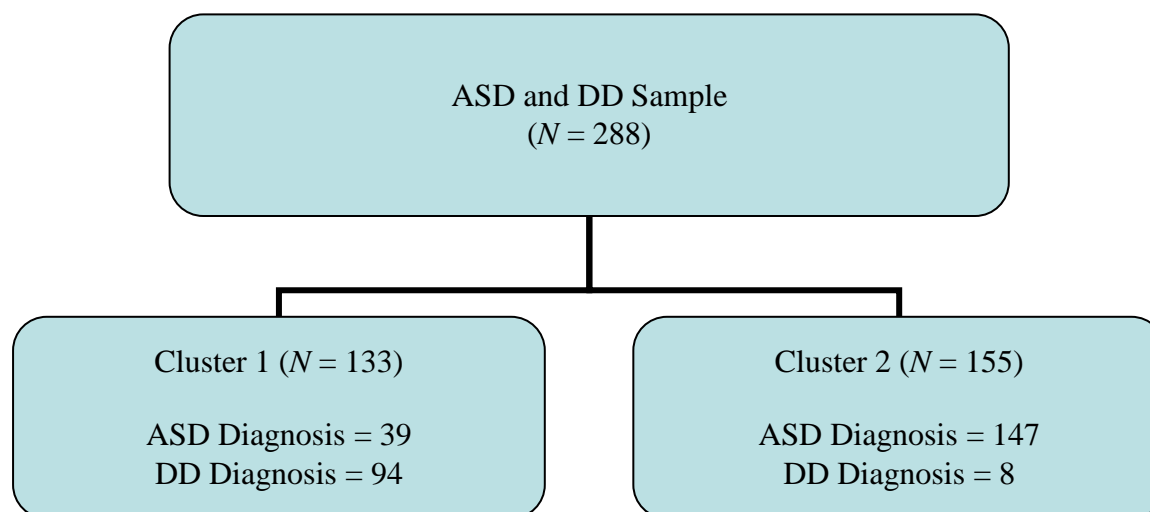 ASD and DD Sample
(N = 288)
Cluster 1 (N = 133)
ASD Diagnosis = 39
DD Diagnosis = 94
Cluster 2 (N = 155)
ASD Diagnosis = 147
DD Diagnosis = 8